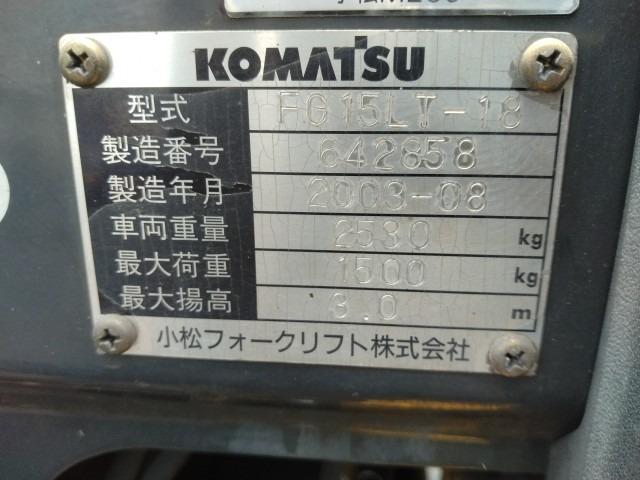 KOMATSU
型式 FG15LT-18
製造番号 642858
製造年月 2003-08
車両重量 2530 kg
最大荷重 1500 kg
最大揚高 3.0 m
小松フォークリフト株式会社